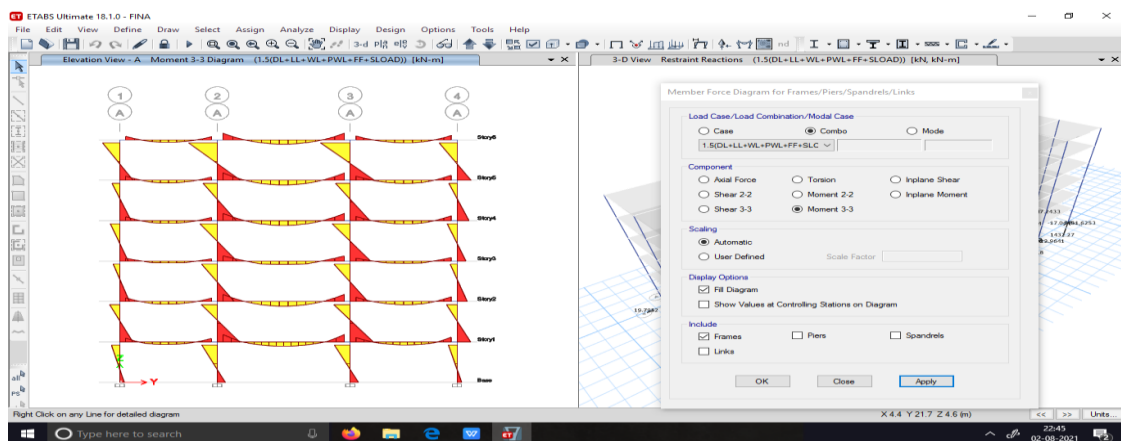 ETABS Ultimate 18.1.0 - FINA
File Edit View Define Draw Select Assign Analyze Display Design Options Tools Help
3-d nd
Elevation View - A Moment 3-3 Diagram (1.5(DL+LL+WL+PWL+FF+SLOAD)) [kN-m]
3-D View Restraint Reactions (1.5(DL+LL+WL+PWL+FF+SLOAD)) [kN, kN-m]
1 2 3 4
A A A A
Story6
Story5
Story4
Story3
Story2
Story1
Base
Z
Y
Member Force Diagram for Frames/Piers/Spandrels/Links
Load Case/Load Combination/Modal Case
Case Combo Mode
1.5(DL+LL+WL+PWL+FF+SLC
Component
Axial Force Torsion Inplane Shear
Shear 2-2 Moment 2-2 Inplane Moment
Shear 3-3 Moment 3-3
Scaling
Automatic
User Defined Scale Factor
Display Options
Fill Diagram
Show Values at Controlling Stations on Diagram
Include
Frames Piers Spandrels
Links
OK Close Apply
all
PS
Right Click on any Line for detailed diagram
X 4.4 Y 21.7 Z 4.6 (m)
<< >> Units...
Type here to search
22:45
02-08-2021
2